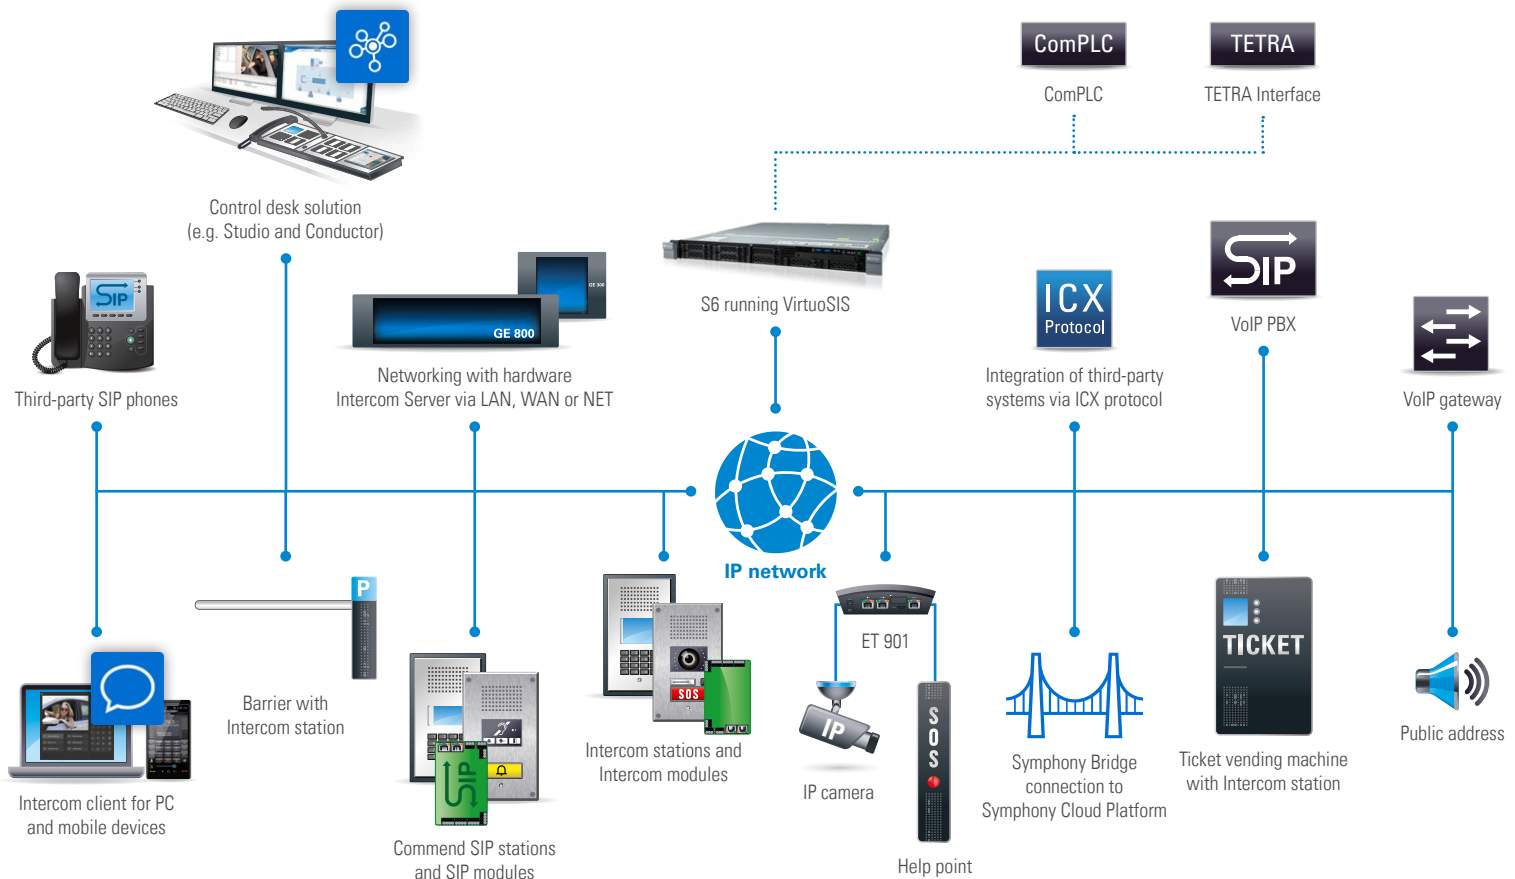 ComPLC
TETRA
ComPLC
TETRA Interface
Control desk solution
(e.g. Studio and Conductor)
SIP
GE 300
GE 800
S6 running VirtuoSIS
ICX
Protocol
SIP
VoIP PBX
Third-party SIP phones
Networking with hardware
Intercom Server via LAN, WAN or NET
Integration of third-party
systems via ICX protocol
VoIP gateway
IP network
P
Barrier with
Intercom station
SOS
SIP
ET 901
IP
SOS
TICKET
Intercom client for PC
and mobile devices
Commend SIP stations
and SIP modules
Intercom stations and
Intercom modules
IP camera
Help point
Symphony Bridge
connection to
Symphony Cloud Platform
Ticket vending machine
with Intercom station
Public address